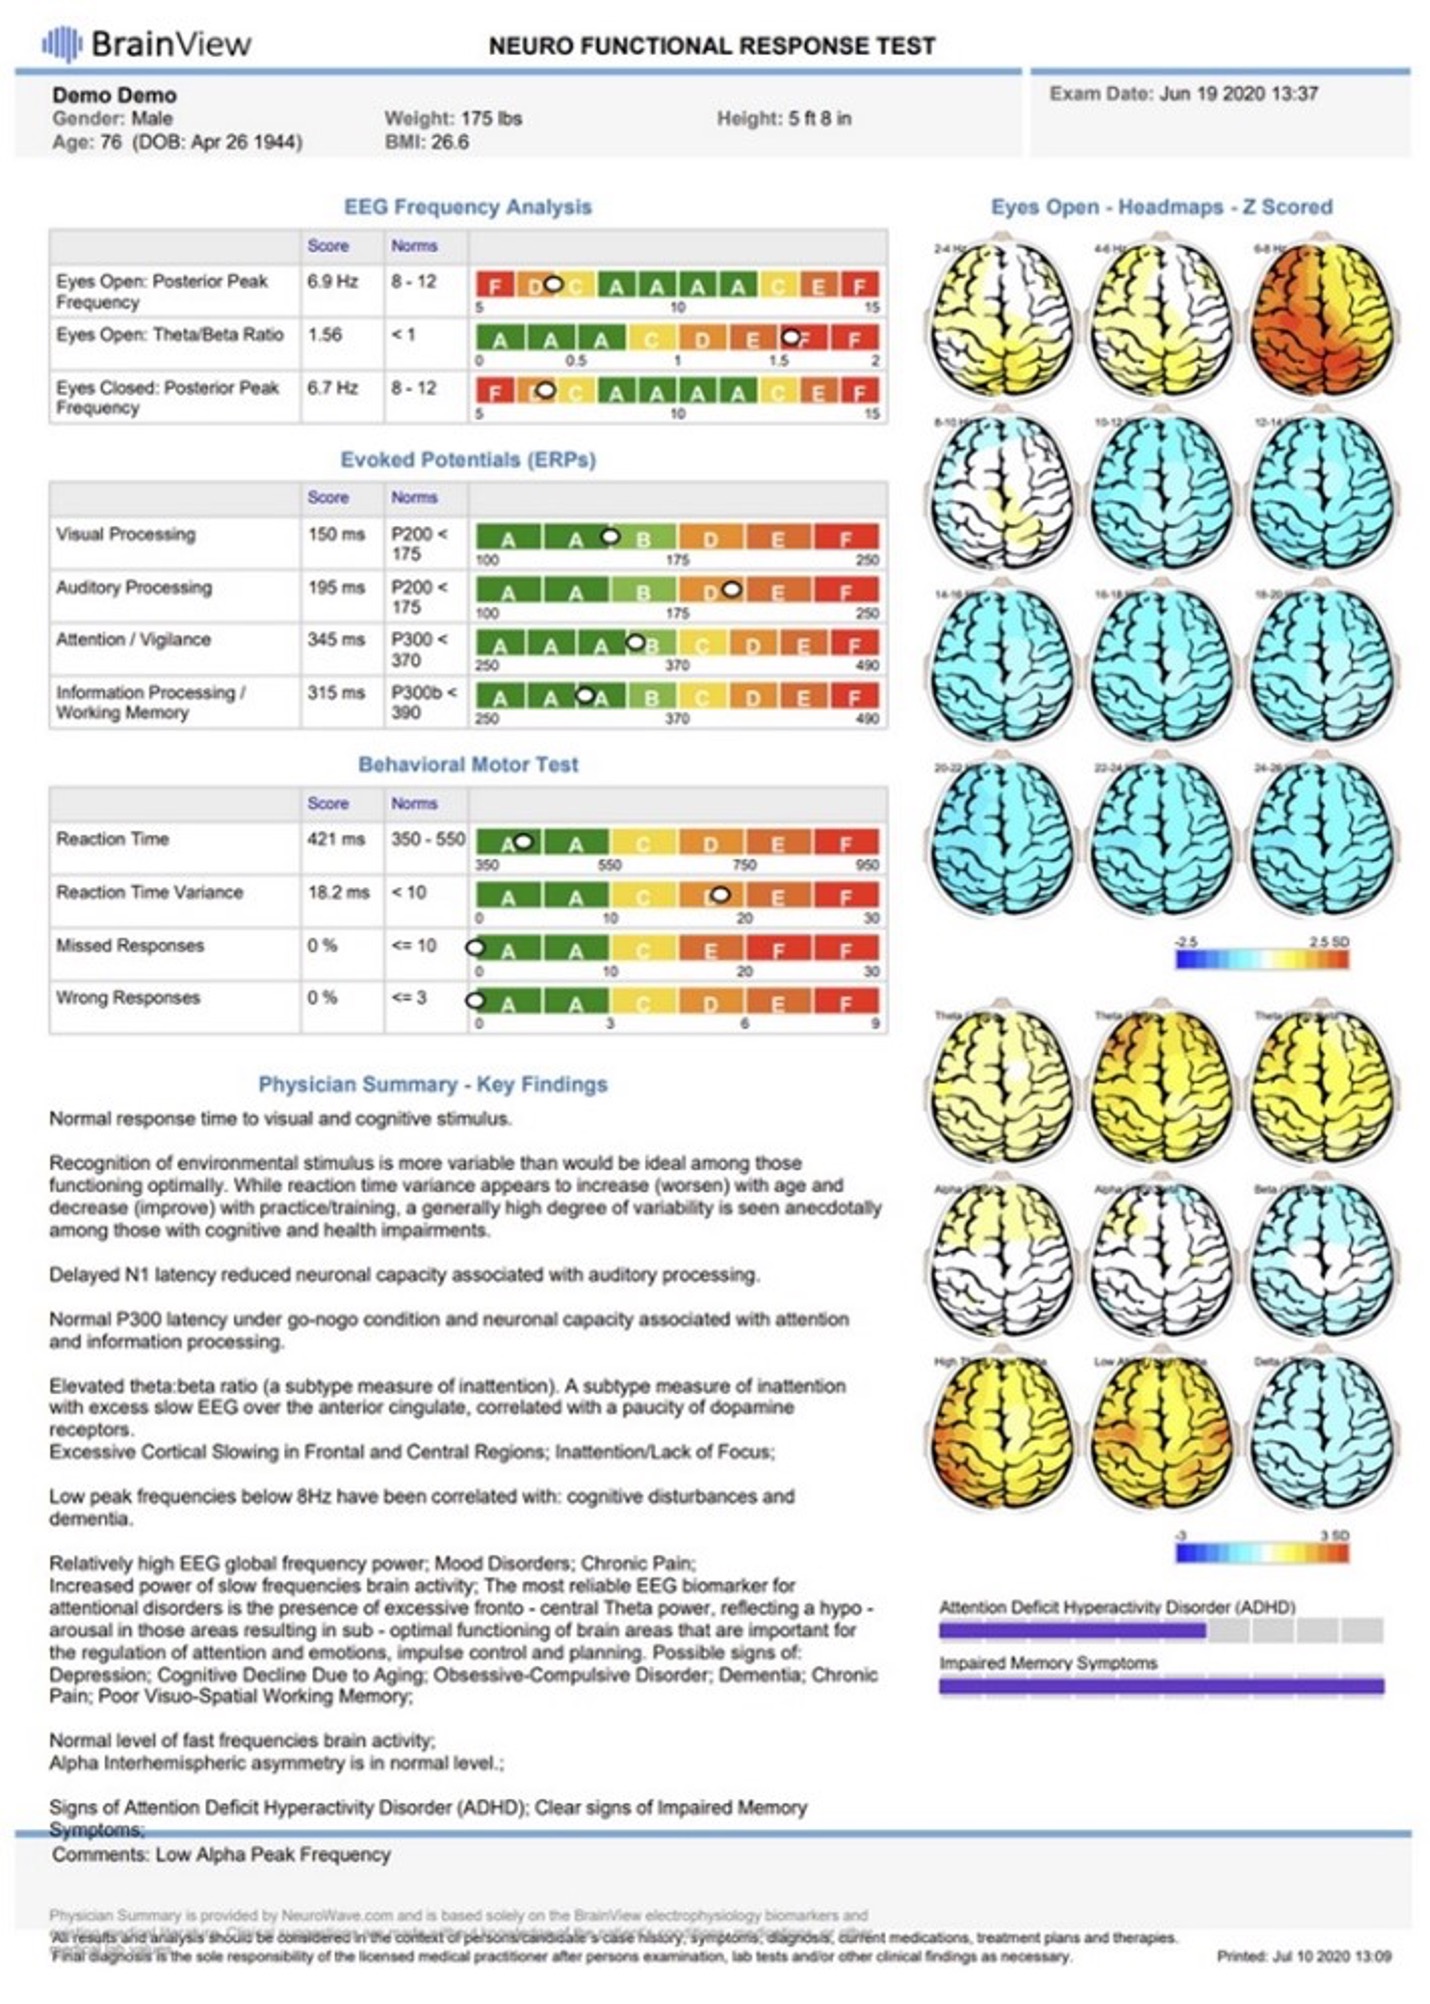 BrainView
NEURO FUNCTIONAL RESPONSE TEST
Demo Demo
Gender: Male
Age: 76 (DOB: Apr 26 1944)
Weight: 175 lbs
BMI: 26.6
Height: 5 ft 8 in
Exam Date: Jun 19 2020 13:37
EEG Frequency Analysis
Score Norms
Eyes Open: Posterior Peak Frequency 6.9 Hz 8 - 12
F D C A A A A C E F
5 10 15
Eyes Open: Theta/Beta Ratio 1.56 < 1
A A A C D E F F
0 0.5 1 1.5 2
Eyes Closed: Posterior Peak Frequency 6.7 Hz 8 - 12
F C A A A A C E F
5 10 15
Evoked Potentials (ERPs)
Score Norms
Visual Processing 150 ms P200 < 175
A A B D E F
100 175 250
Auditory Processing 195 ms P200 < 175
A A B D E F
100 175 250
Attention / Vigilance 345 ms P300 < 370
A A A B C D E F
250 370 490
Information Processing / Working Memory 315 ms P300b < 390
A A A B C D E F
250 370 490
Behavioral Motor Test
Score Norms
Reaction Time 421 ms 350 - 550
A A C D E F
350 550 750 950
Reaction Time Variance 18.2 ms < 10
A A C E F
0 10 20 30
Missed Responses 0 % <= 10
A A C E F F
0 10 20 30
Wrong Responses 0 % <= 3
A A C D E F
0 3 6 9
Physician Summary - Key Findings
Normal response time to visual and cognitive stimulus.
Recognition of environmental stimulus is more variable than would be ideal among those
functioning optimally. While reaction time variance appears to increase (worsen) with age and
decrease (improve) with practice/training, a generally high degree of variability is seen anecdotally
among those with cognitive and health impairments.
Delayed N1 latency reduced neuronal capacity associated with auditory processing.
Normal P300 latency under go-nogo condition and neuronal capacity associated with attention
and information processing.
Elevated theta:beta ratio (a subtype measure of inattention). A subtype measure of inattention
with excess slow EEG over the anterior cingulate, correlated with a paucity of dopamine
receptors.
Excessive Cortical Slowing in Frontal and Central Regions; Inattention/Lack of Focus;
Low peak frequencies below 8Hz have been correlated with: cognitive disturbances and
dementia.
Relatively high EEG global frequency power; Mood Disorders; Chronic Pain;
Increased power of slow frequencies brain activity; The most reliable EEG biomarker for
attentional disorders is the presence of excessive fronto - central Theta power, reflecting a hypo -
arousal in those areas resulting in sub - optimal functioning of brain areas that are important for
the regulation of attention and emotions, impulse control and planning. Possible signs of:
Depression; Cognitive Decline Due to Aging; Obsessive-Compulsive Disorder; Dementia; Chronic
Pain; Poor Visuo-Spatial Working Memory;
Normal level of fast frequencies brain activity;
Alpha Interhemispheric asymmetry is in normal level.;
Signs of Attention Deficit Hyperactivity Disorder (ADHD); Clear signs of Impaired Memory
Symptoms;
Eyes Open - Headmaps - Z Scored
2-4 Hz 4-6 Hz 6-8 Hz
8-10 10-12 12-14
14-16 16-18 18-20
20-22 22-24 24-26
-2.5 2.5 SD
Theta Theta Theta
Alpha Alpha Beta
High Low Delta
-3 3 SD
Attention Deficit Hyperactivity Disorder (ADHD)
Impaired Memory Symptoms
Comments: Low Alpha Peak Frequency
Physician Summary is provided by NeuroWave.com and is based solely on the BrainView electrophysiology biomarkers and
All results and analysis should be considered in the context of persons/candidate's case history, symptoms, diagnosis, current medications, treatment plans and therapies.
Final diagnosis is the sole responsibility of the licensed medical practitioner after persons examination, lab tests and/or other clinical findings as necessary.
Printed: Jul 10 2020 13:09